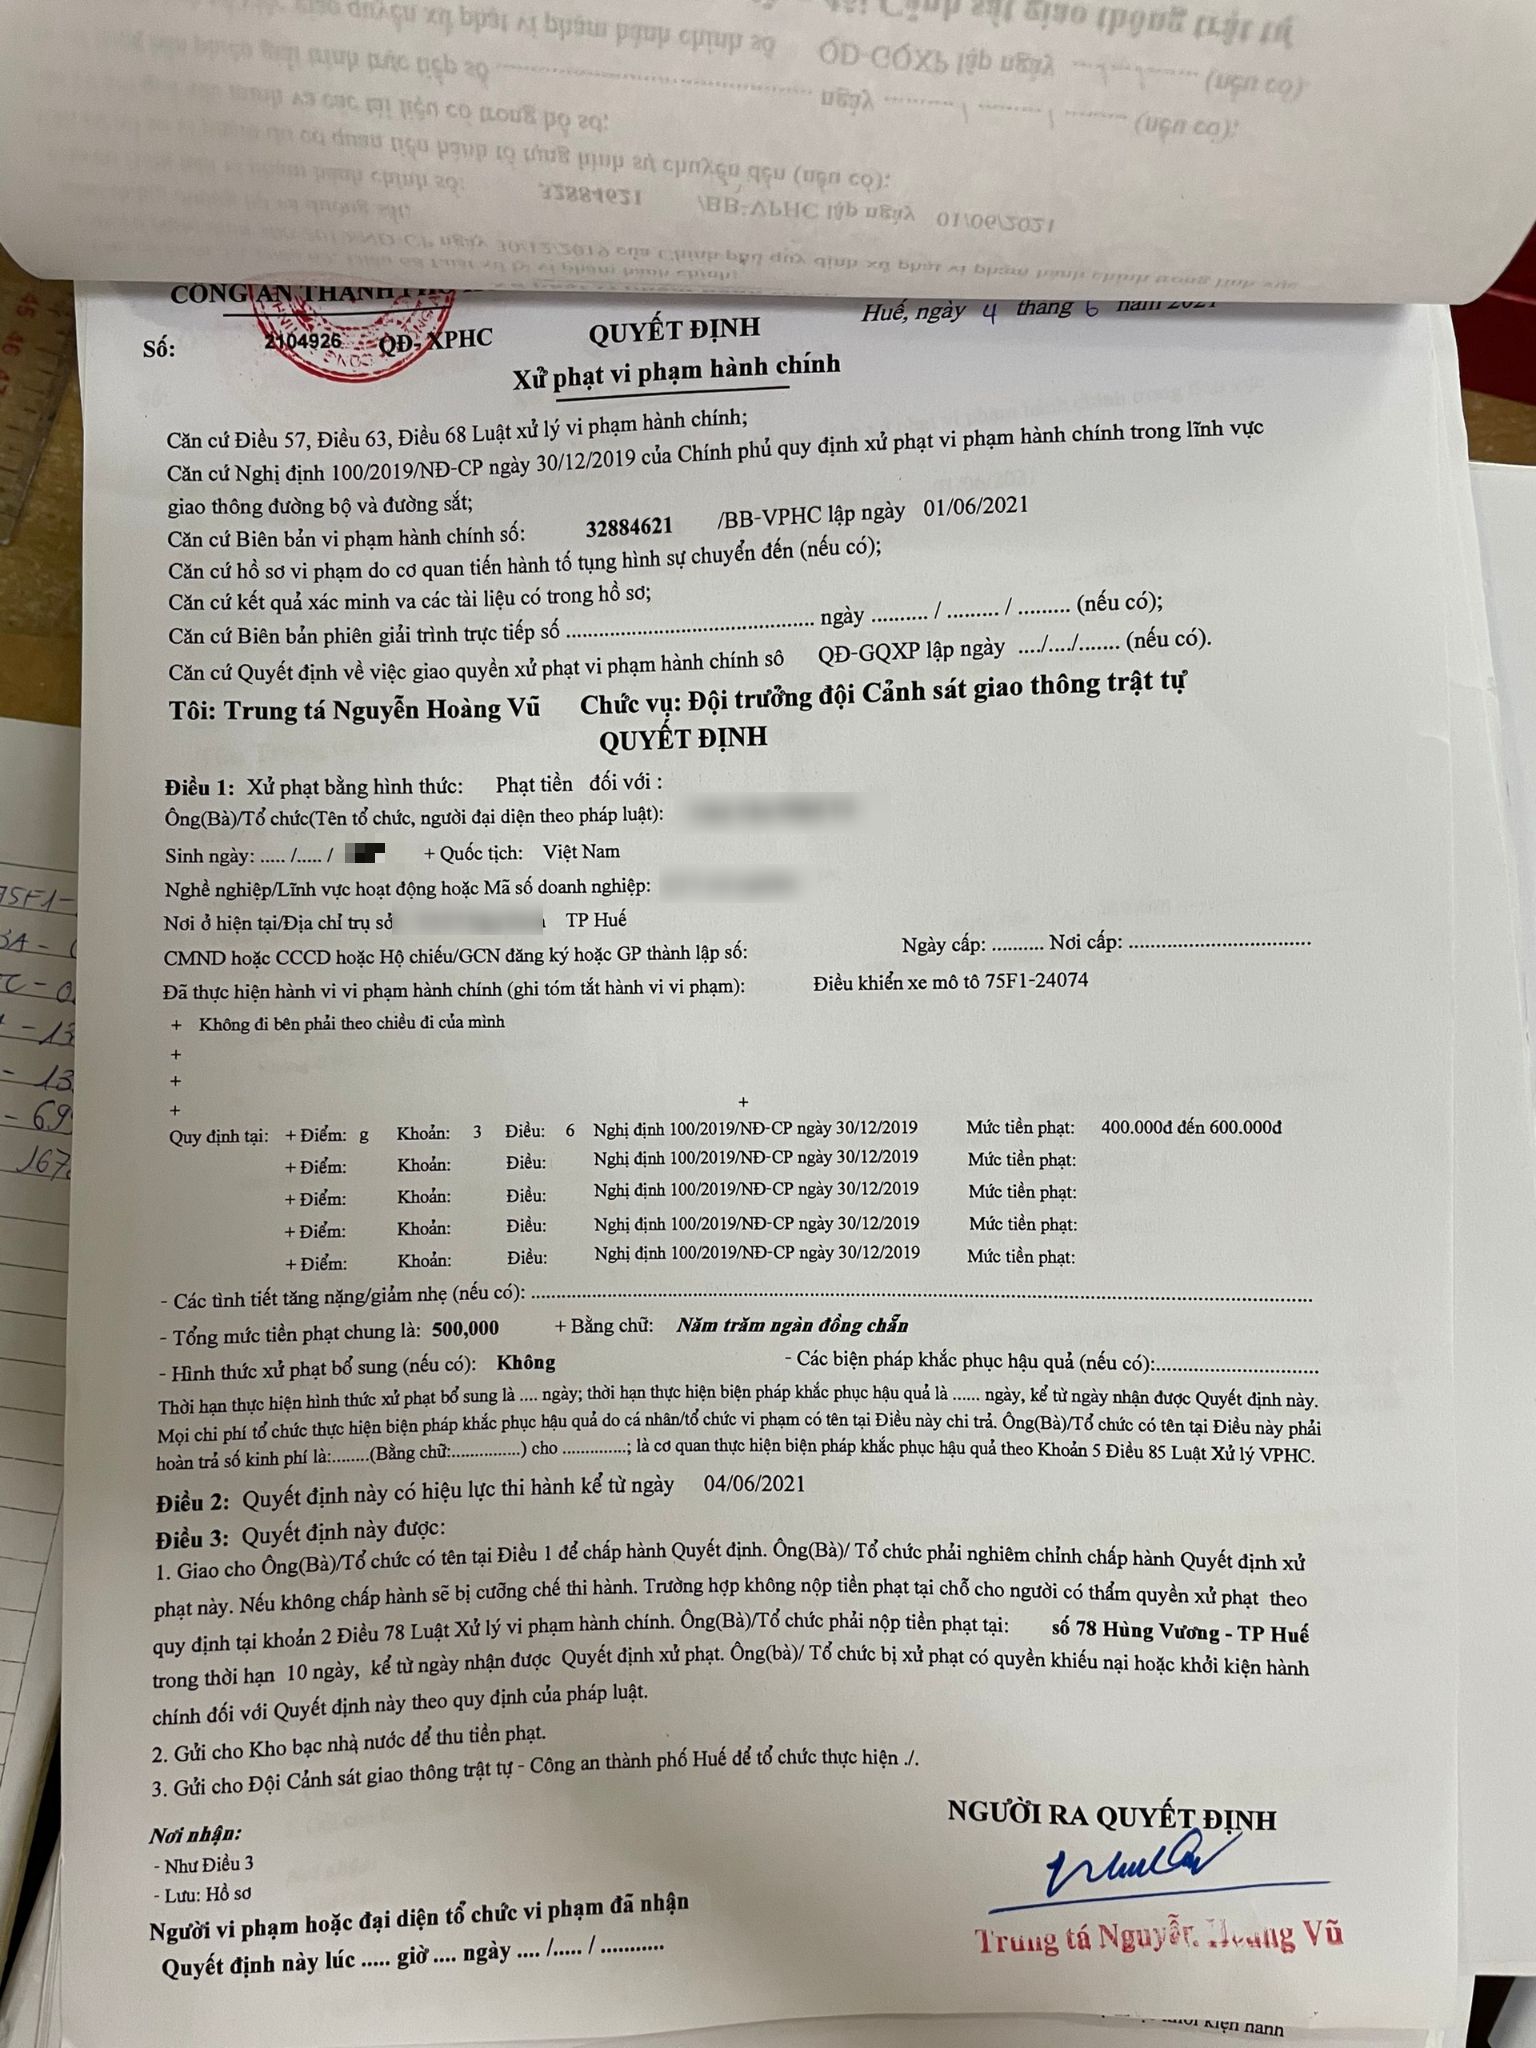 CÔNG AN THÀNH PHỐ
Huế, ngày 4 tháng 6 năm 2021
Số: 2104926 QĐ- XPHC
QUYẾT ĐỊNH
Xử phạt vi phạm hành chính
Căn cứ Điều 57, Điều 63, Điều 68 Luật xử lý vi phạm hành chính;
Căn cứ Nghị định 100/2019/NĐ-CP ngày 30/12/2019 của Chính phủ quy định xử phạt vi phạm hành chính trong lĩnh vực
giao thông đường bộ và đường sắt;
Căn cứ Biên bản vi phạm hành chính số: 32884621 /BB-VPHC lập ngày 01/06/2021
Căn cứ hồ sơ vi phạm do cơ quan tiến hành tố tụng hình sự chuyển đến (nếu có);
Căn cứ kết quả xác minh va các tài liệu có trong hồ sơ;
Căn cứ Biên bản phiên giải trình trực tiếp số .......................................... ngày .......... / ......... / ......... (nếu có);
Căn cứ Quyết định về việc giao quyền xử phạt vi phạm hành chính sô QĐ-GQXP lập ngày ..../..../....... (nếu có).
Tôi: Trung tá Nguyễn Hoàng Vũ Chức vụ: Đội trưởng đội Cảnh sát giao thông trật tự
QUYẾT ĐỊNH
Điều 1: Xử phạt bằng hình thức: Phạt tiền đối với :
Ông(Bà)/Tổ chức(Tên tổ chức, người đại diện theo pháp luật):
Sinh ngày: ..... /..... / + Quốc tịch: Việt Nam
Nghề nghiệp/Lĩnh vực hoạt động hoặc Mã số doanh nghiệp:
Nơi ở hiện tại/Địa chỉ trụ sở TP Huế
CMND hoặc CCCD hoặc Hộ chiếu/GCN đăng ký hoặc GP thành lập số: Ngày cấp: .......... Nơi cấp: ...................................
Đã thực hiện hành vi vi phạm hành chính (ghi tóm tắt hành vi vi phạm): Điều khiển xe mô tô 75F1-24074
+ Không đi bên phải theo chiều đi của mình
+
+
+ +
Quy định tại: + Điểm: g Khoản: 3 Điều: 6 Nghị định 100/2019/NĐ-CP ngày 30/12/2019 Mức tiền phạt: 400.000đ đến 600.000đ
+ Điểm: Khoản: Điều: Nghị định 100/2019/NĐ-CP ngày 30/12/2019 Mức tiền phạt:
+ Điểm: Khoản: Điều: Nghị định 100/2019/NĐ-CP ngày 30/12/2019 Mức tiền phạt:
+ Điểm: Khoản: Điều: Nghị định 100/2019/NĐ-CP ngày 30/12/2019 Mức tiền phạt:
+ Điểm: Khoản: Điều: Nghị định 100/2019/NĐ-CP ngày 30/12/2019 Mức tiền phạt:
- Các tình tiết tăng nặng/giảm nhẹ (nếu có): ....................................................................................
- Tổng mức tiền phạt chung là: 500,000 + Bằng chữ: Năm trăm ngàn đồng chẵn
- Hình thức xử phạt bổ sung (nếu có): Không - Các biện pháp khắc phục hậu quả (nếu có):..............................
Thời hạn thực hiện hình thức xử phạt bổ sung là .... ngày; thời hạn thực hiện biện pháp khắc phục hậu quả là ...... ngày, kể từ ngày nhận được Quyết định này.
Mọi chi phí tổ chức thực hiện biện pháp khắc phục hậu quả do cá nhân/tổ chức vi phạm có tên tại Điều này chi trả. Ông(Bà)/Tổ chức có tên tại Điều này phải
hoàn trả số kinh phí là:........(Bằng chữ:...............) cho ..............; là cơ quan thực hiện biện pháp khắc phục hậu quả theo Khoản 5 Điều 85 Luật Xử lý VPHC.
Điều 2: Quyết định này có hiệu lực thi hành kể từ ngày 04/06/2021
Điều 3: Quyết định này được:
1. Giao cho Ông(Bà)/Tổ chức có tên tại Điều 1 để chấp hành Quyết định. Ông(Bà)/ Tổ chức phải nghiêm chỉnh chấp hành Quyết định xử
phạt này. Nếu không chấp hành sẽ bị cưỡng chế thi hành. Trường hợp không nộp tiền phạt tại chỗ cho người có thẩm quyền xử phạt theo
quy định tại khoản 2 Điều 78 Luật Xử lý vi phạm hành chính. Ông(Bà)/Tổ chức phải nộp tiền phạt tại: số 78 Hùng Vương - TP Huế
trong thời hạn 10 ngày, kể từ ngày nhận được Quyết định xử phạt. Ông(bà)/ Tổ chức bị xử phạt có quyền khiếu nại hoặc khởi kiện hành
chính đối với Quyết định này theo quy định của pháp luật.
2. Gửi cho Kho bạc nhà nước để thu tiền phạt.
3. Gửi cho Đội Cảnh sát giao thông trật tự - Công an thành phố Huế để tổ chức thực hiện ./.
NGƯỜI RA QUYẾT ĐỊNH
Nơi nhận:
- Như Điều 3
- Lưu: Hồ sơ
Người vi phạm hoặc đại diện tổ chức vi phạm đã nhận
Quyết định này lúc ..... giờ .... ngày .... /..... / ...........
Trung tá Nguyễn Hoàng Vũ
kiện hành